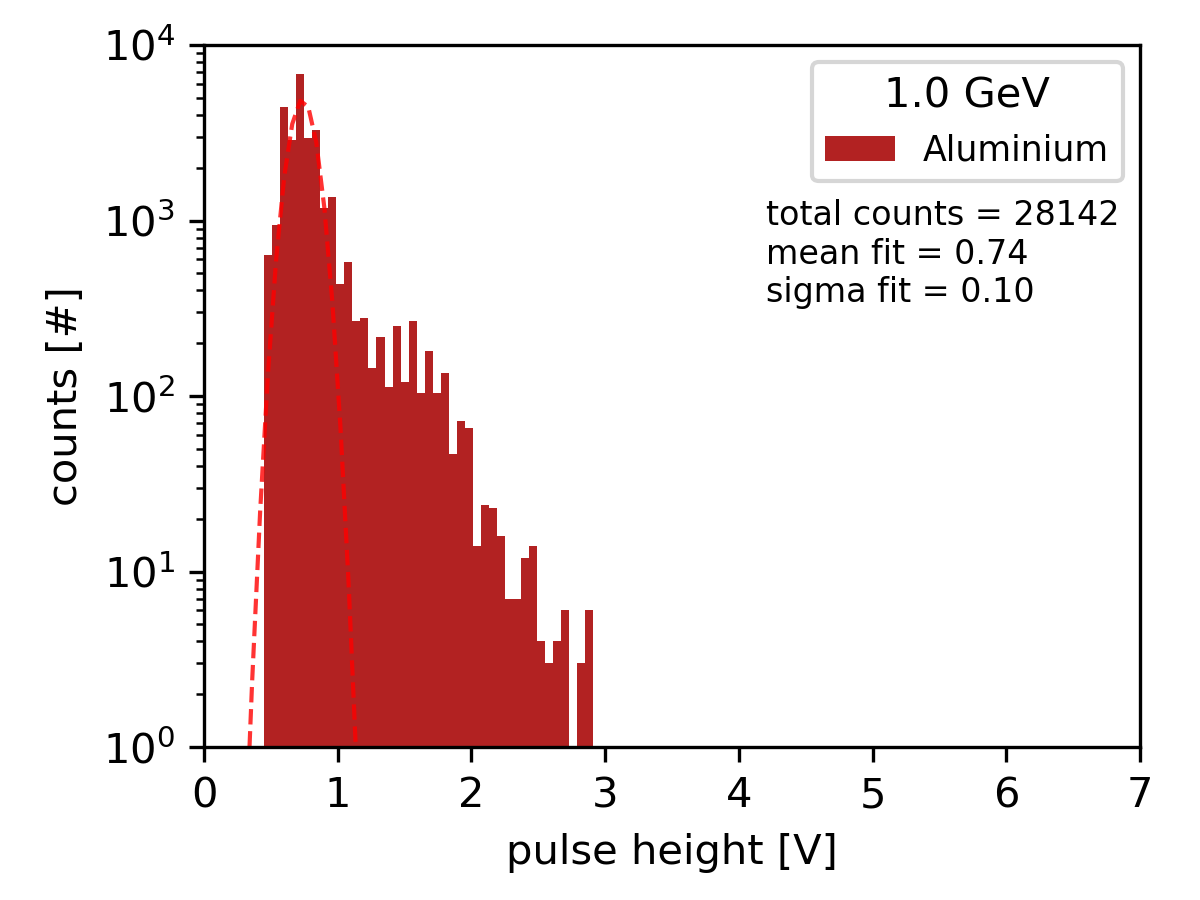 10⁴
10³
10²
10¹
10⁰
counts [#]
1.0 GeV
Aluminium
total counts = 28142
mean fit = 0.74
sigma fit = 0.10
0 1 2 3 4 5 6 7
pulse height [V]